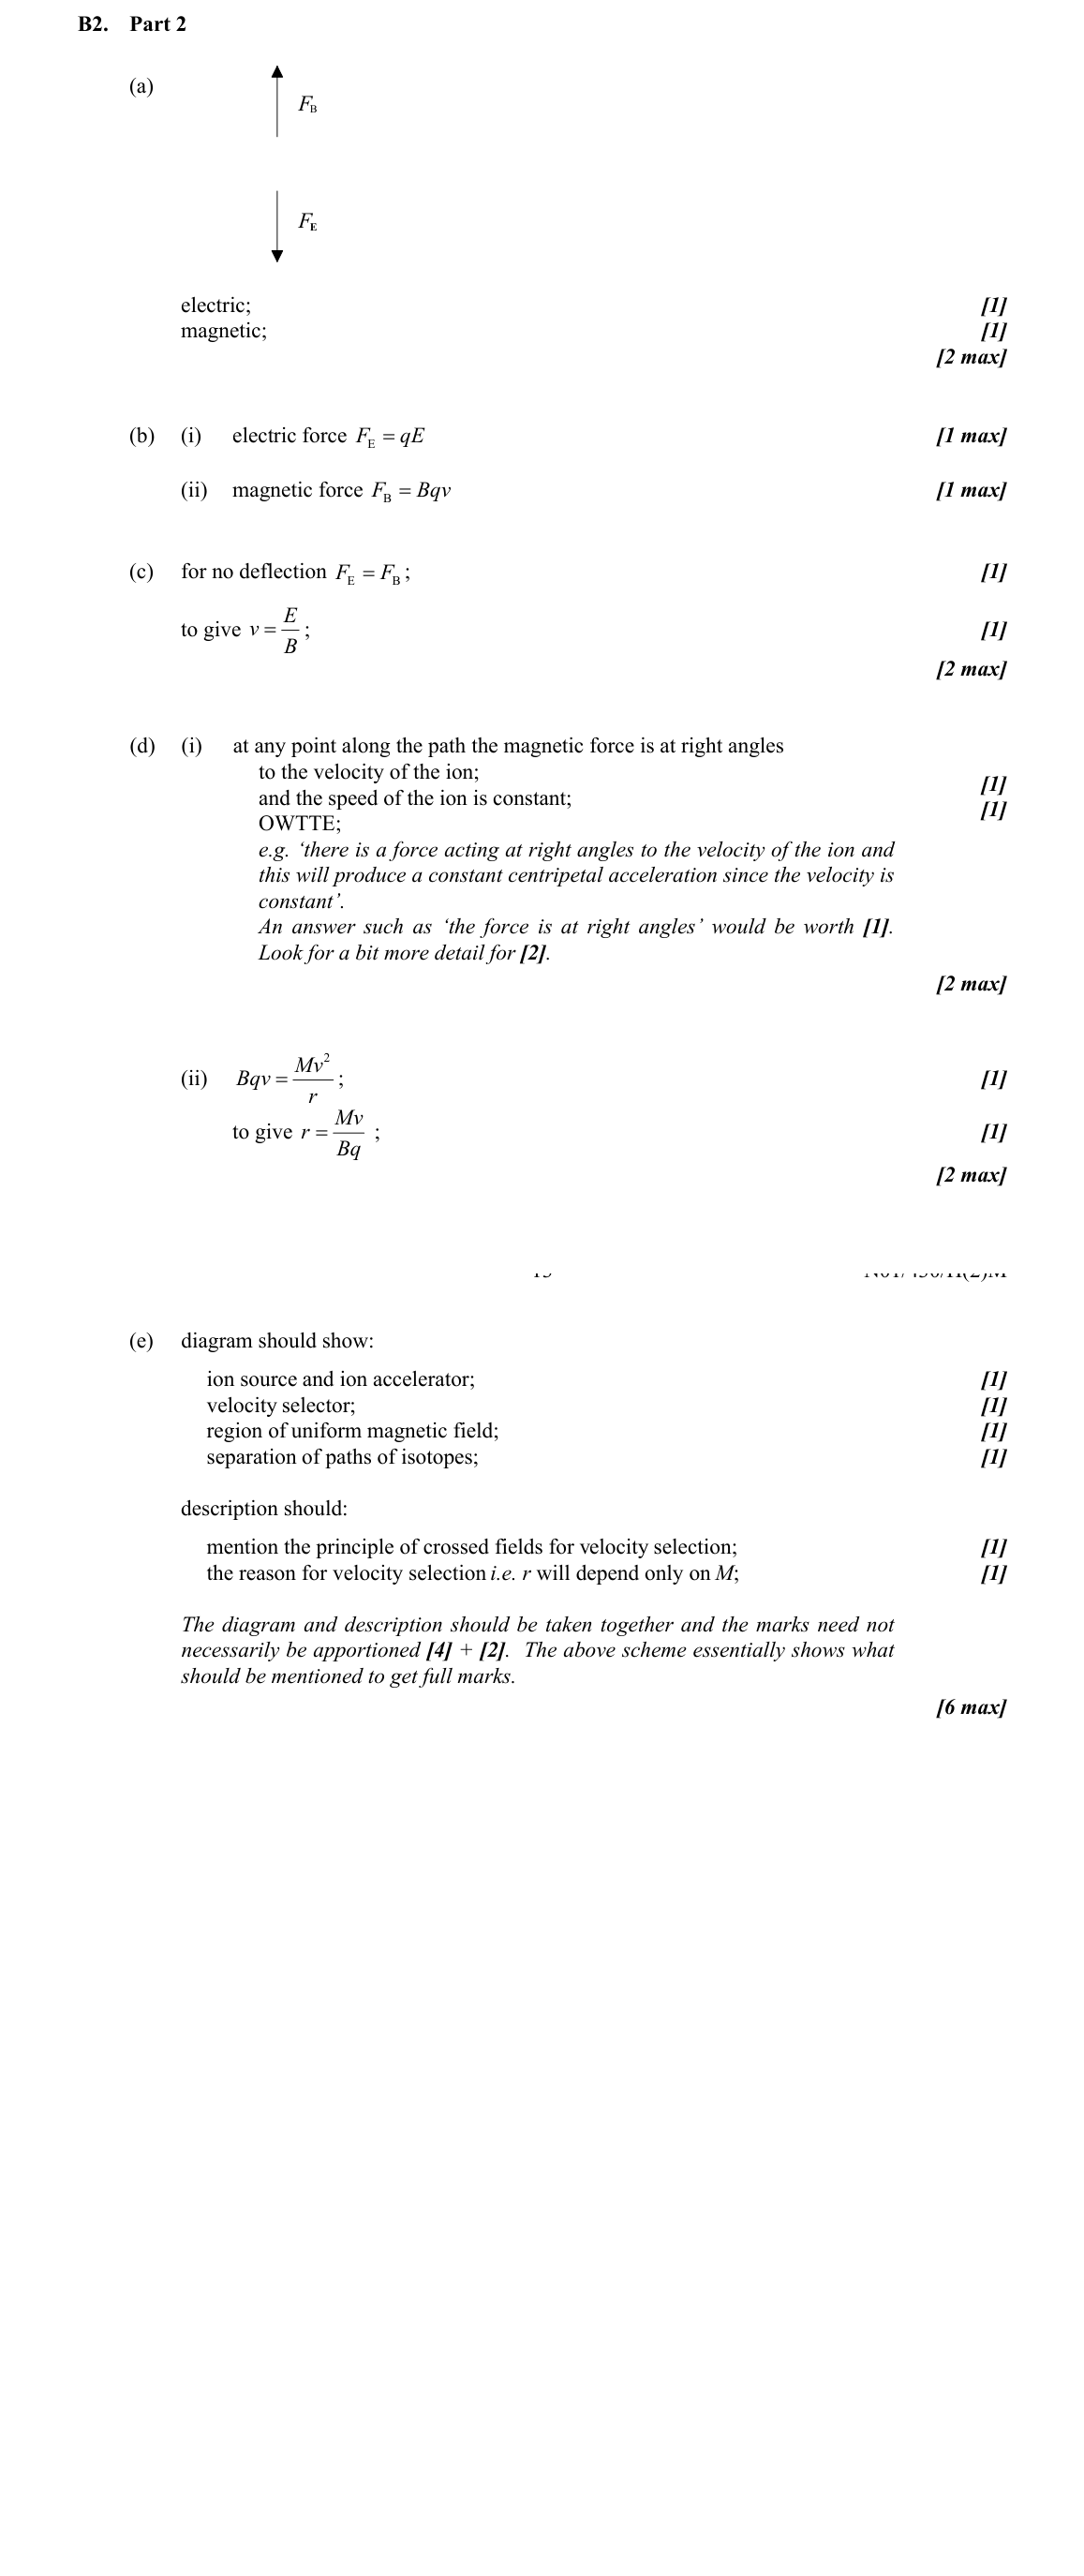 B2. Part 2
(a)
F_B
F_E
electric; [1]
magnetic; [1]
[2 max]
(b) (i) electric force F_E = qE [1 max]
(ii) magnetic force F_B = Bqv [1 max]
(c) for no deflection F_E = F_B; [1]
to give v = E/B; [1]
[2 max]
(d) (i) at any point along the path the magnetic force is at right angles
to the velocity of the ion; [1]
and the speed of the ion is constant; [1]
OWTTE;
e.g. ‘there is a force acting at right angles to the velocity of the ion and
this will produce a constant centripetal acceleration since the velocity is
constant’.
An answer such as ‘the force is at right angles’ would be worth [1].
Look for a bit more detail for [2].
[2 max]
(ii) Bqv = Mv²/r; [1]
to give r = Mv/Bq ; [1]
[2 max]
(e) diagram should show:
ion source and ion accelerator; [1]
velocity selector; [1]
region of uniform magnetic field; [1]
separation of paths of isotopes; [1]
description should:
mention the principle of crossed fields for velocity selection; [1]
the reason for velocity selection i.e. r will depend only on M; [1]
The diagram and description should be taken together and the marks need not
necessarily be apportioned [4] + [2]. The above scheme essentially shows what
should be mentioned to get full marks.
[6 max]